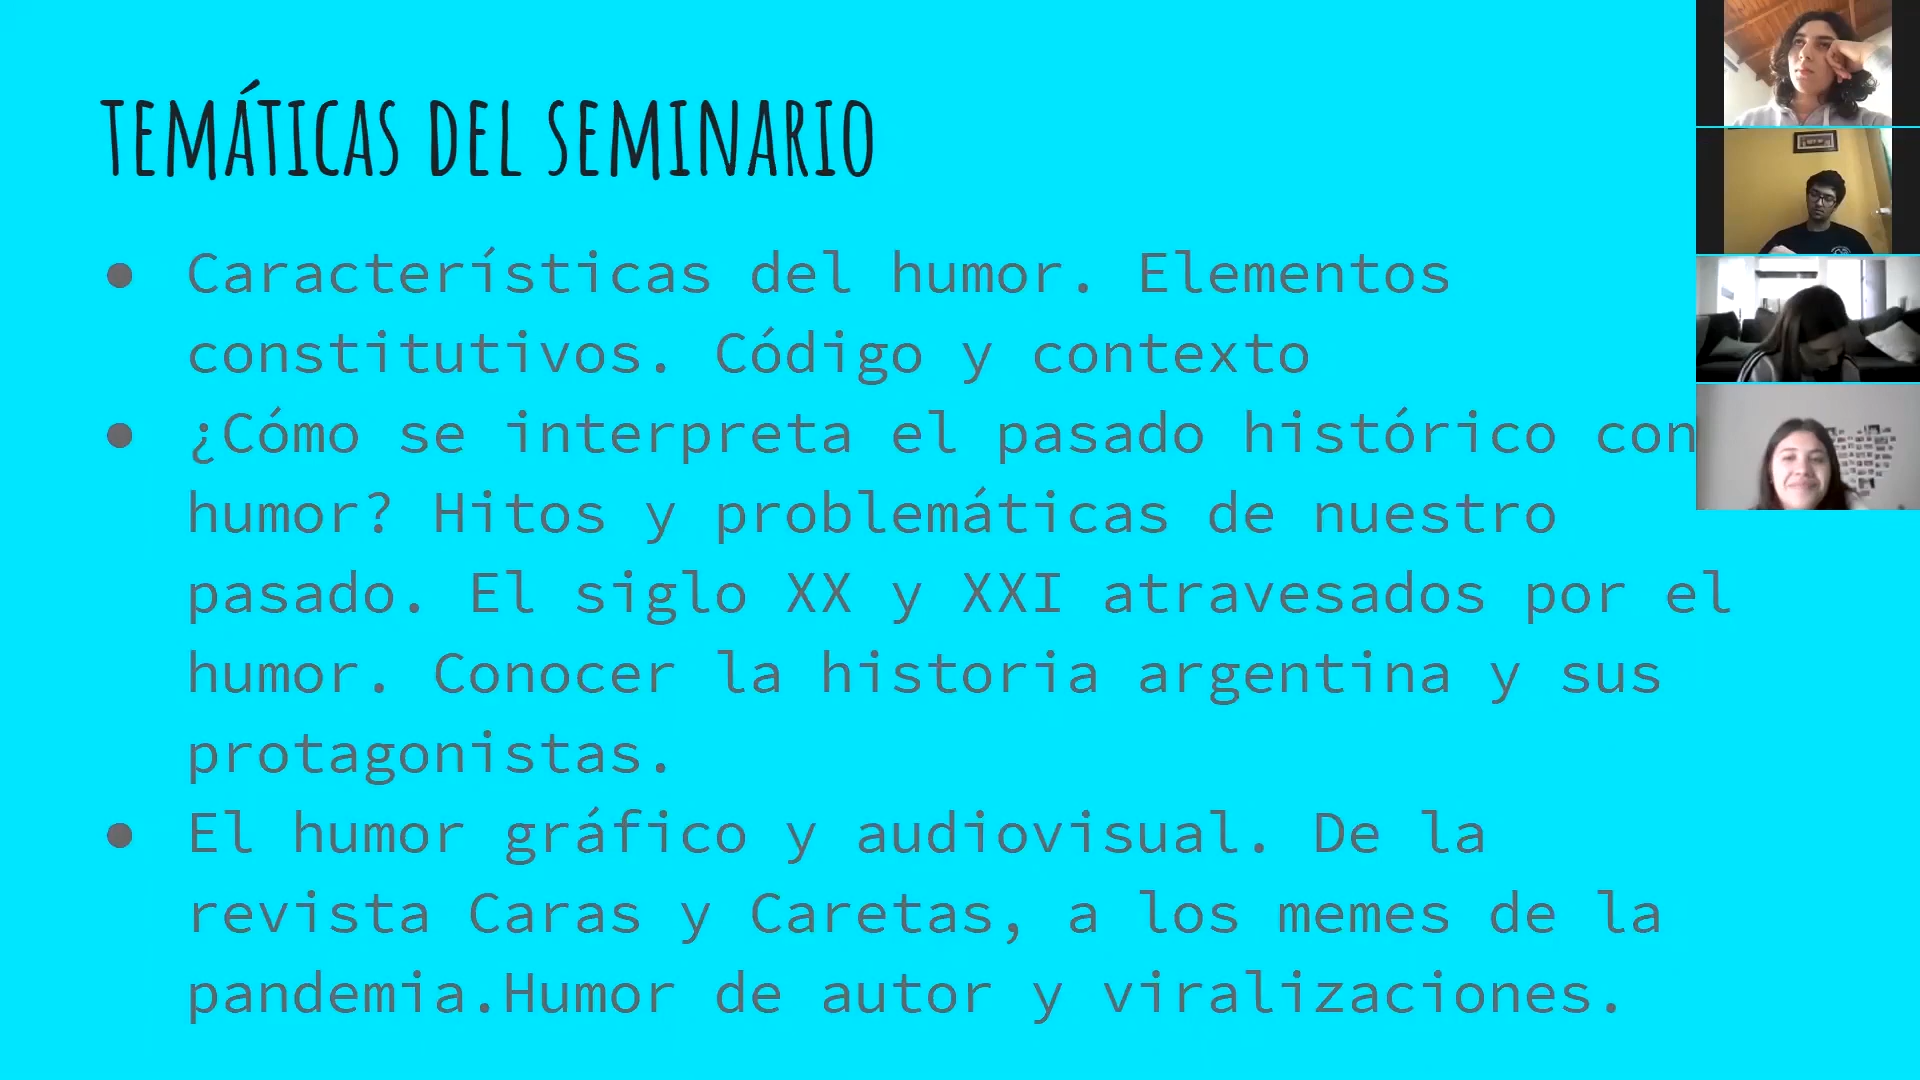 TEMÁTICAS DEL SEMINARIO
● Características del humor. Elementos
constitutivos. Código y contexto
● ¿Cómo se interpreta el pasado histórico con
humor? Hitos y problemáticas de nuestro
pasado. El siglo XX y XXI atravesados por el
humor. Conocer la historia argentina y sus
protagonistas.
● El humor gráfico y audiovisual. De la
revista Caras y Caretas, a los memes de la
pandemia.Humor de autor y viralizaciones.